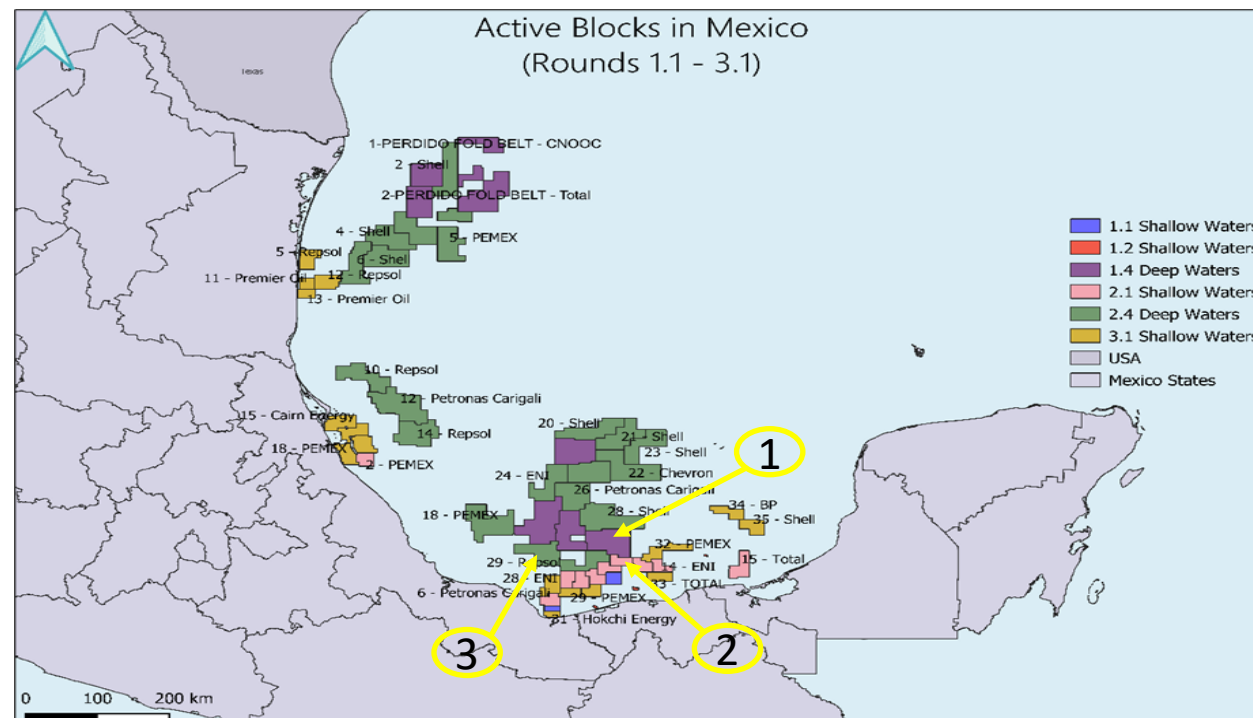 Active Blocks in Mexico
(Rounds 1.1 - 3.1)
Texas
1-PERDIDO FOLD BELT - CNOOC
2 - Shell
2-PERDIDO FOLD BELT - Total
4 - Shell
5 - PEMEX
5 - Repsol
6 - Shell
11 - Premier Oil
12 - Repsol
13 - Premier Oil
1.1 Shallow Waters
1.2 Shallow Waters
1.4 Deep Waters
2.1 Shallow Waters
2.4 Deep Waters
3.1 Shallow Waters
USA
Mexico States
10 - Repsol
12 - Petronas Carigali
15 - Cairn Energy
14 - Repsol
18 - PEMEX
2 - PEMEX
20 - Shell
21 - Shell
23 - Shell
1
24 - ENI
22 - Chevron
26 - Petronas Carigali
18 - PEMEX
28 - Shell
34 - BP
35 - Shell
32 - PEMEX
29 - Repsol
14 - ENI
15 - Total
28 - ENI
33 - TOTAL
6 - Petronas Carigali
29 - PEMEX
31 - Hokchi Energy
3
2
0 100 200 km